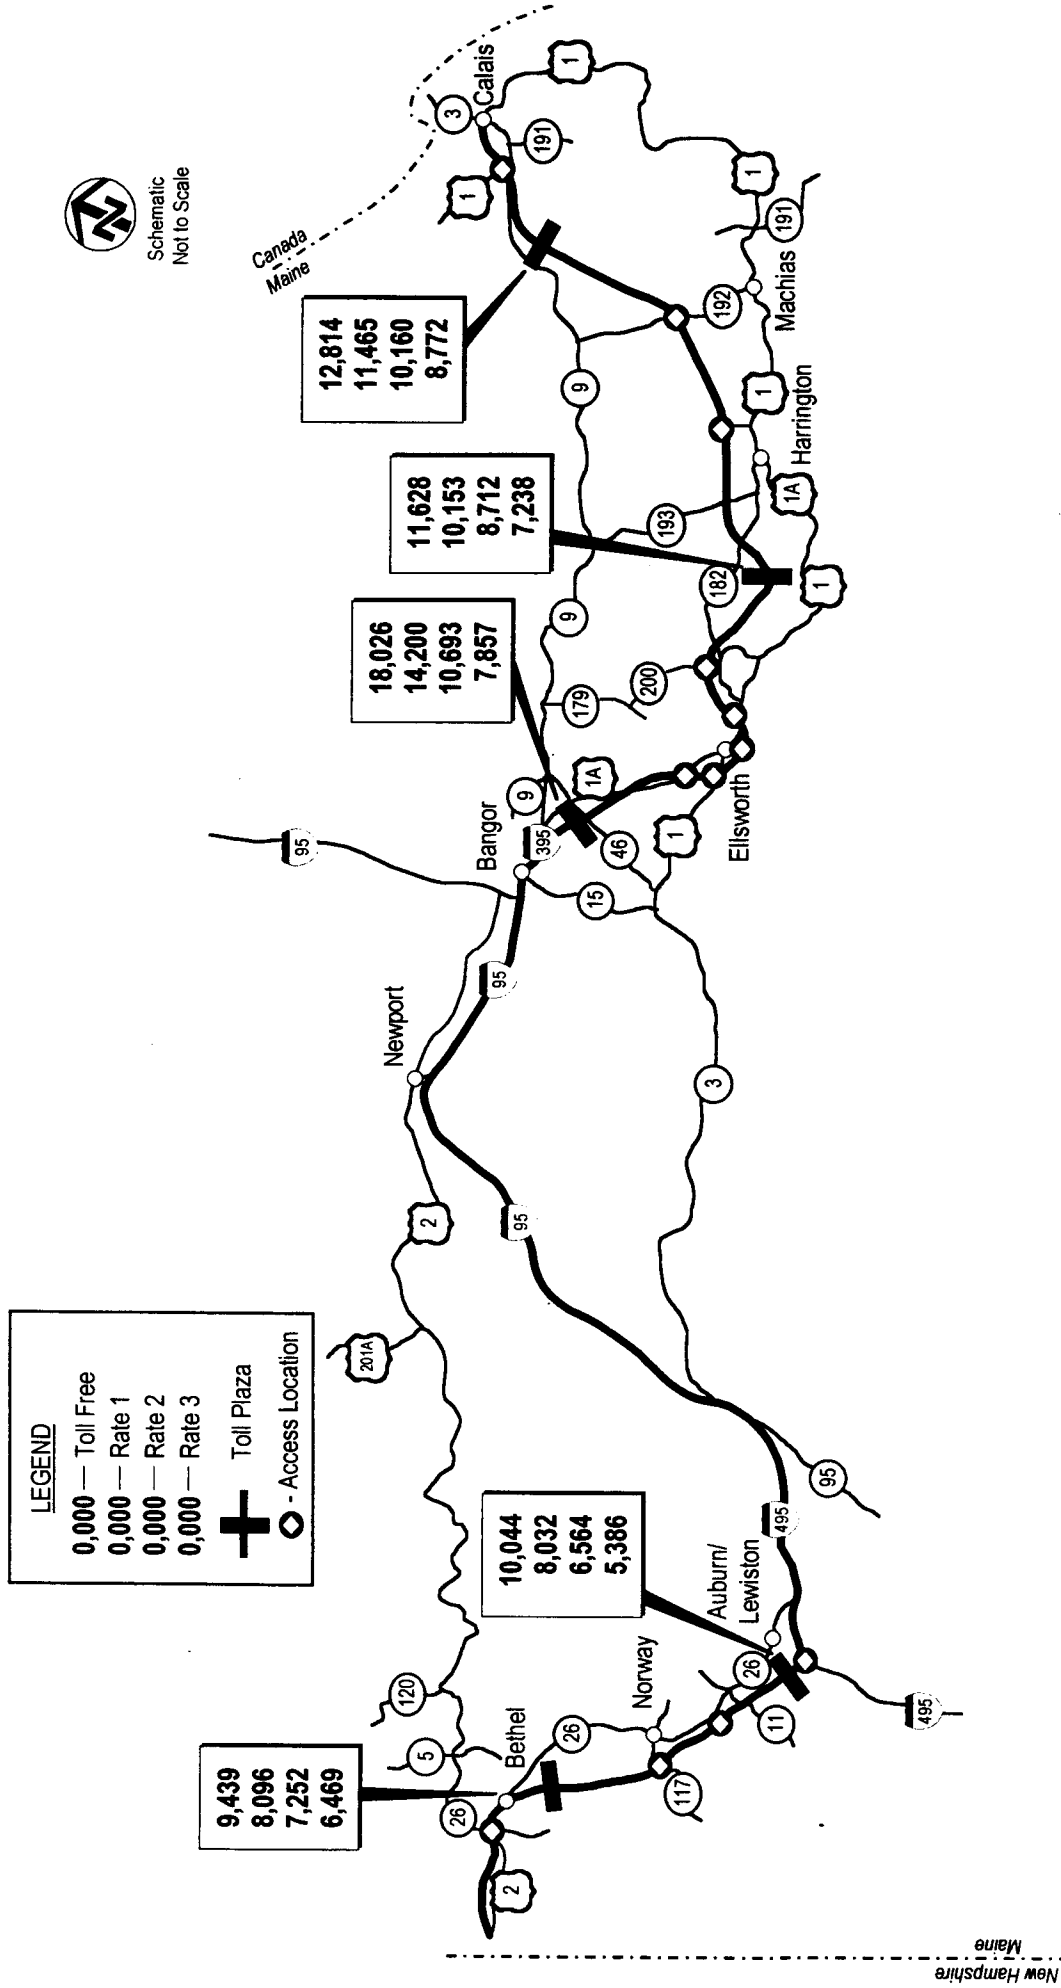 LEGEND
0,000 — Toll Free
0,000 — Rate 1
0,000 — Rate 2
0,000 — Rate 3
Toll Plaza
- Access Location
Schematic
Not to Scale
N
Canada
Maine
New Hampshire
Maine
9,439
8,096
7,252
6,469
10,044
8,032
6,564
5,386
18,026
14,200
10,693
7,857
11,628
10,153
8,712
7,238
12,814
11,465
10,160
8,772
2
26
5
120
Bethel
26
117
Norway
11
26
Auburn/
Lewiston
495
495
95
201A
2
95
3
Newport
95
95
Bangor
15
395
46
9
1A
1
Ellsworth
179
200
9
182
1
193
1A
Harrington
9
1
192
Machias
191
1
1
191
1
3
Calais